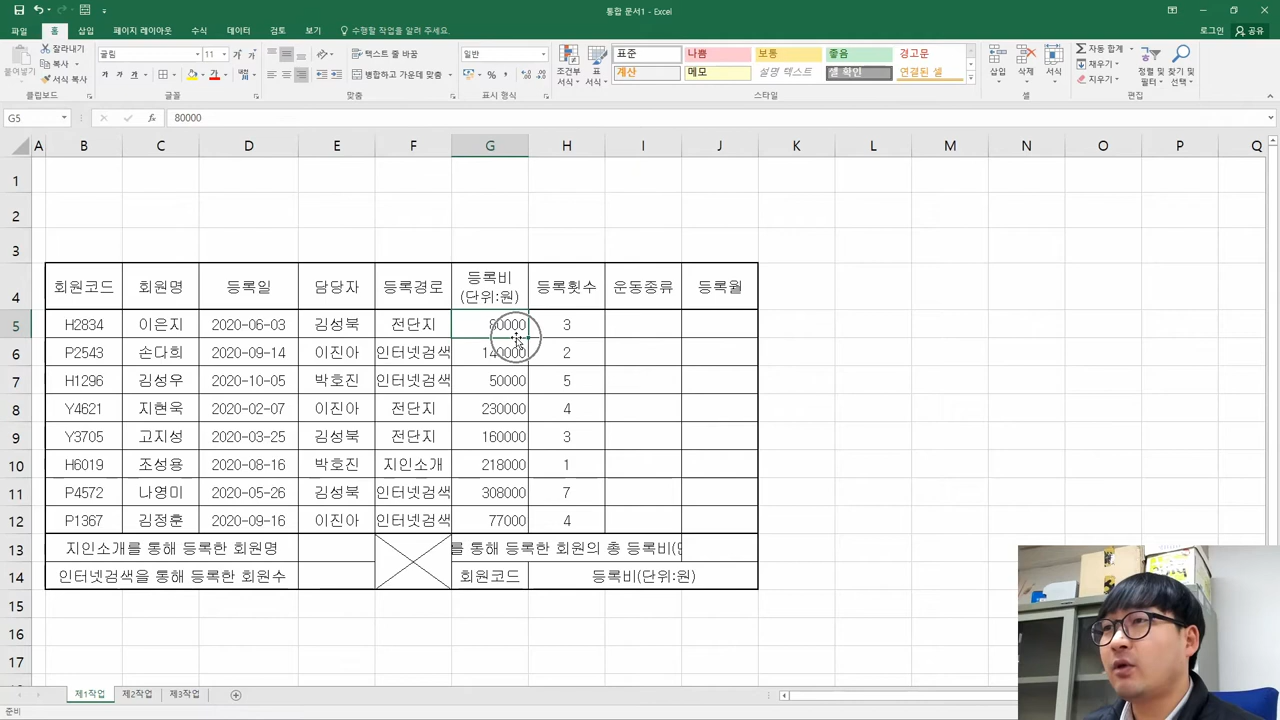 통합 문서1 - Excel
파일 홈 삽입 페이지 레이아웃 수식 데이터 검토 보기 수행할 작업을 알려 주세요. 로그인 공유
잘라내기
복사
서식 복사
붙여넣기
클립보드
굴림 11
가 가 가
글꼴
텍스트 줄 바꿈
병합하고 가운데 맞춤
맞춤
일반
표시 형식
조건부 서식
표 서식
표준 나쁨 보통 좋음 경고문
계산 메모 설명 텍스트 셀 확인 연결된 셀
스타일
삽입 삭제 서식
셀
자동 합계
채우기
지우기
정렬 및 필터
찾기 및 선택
편집
G5 fx 80000
A B C D E F G H I J K L M N O P Q
1
2
3
4 회원코드 회원명 등록일 담당자 등록경로 등록비 (단위:원) 등록횟수 운동종류 등록월
5 H2834 이은지 2020-06-03 김성북 전단지 80000 3
6 P2543 손다희 2020-09-14 이진아 인터넷검색 140000 2
7 H1296 김성우 2020-10-05 박호진 인터넷검색 50000 5
8 Y4621 지현욱 2020-02-07 이진아 전단지 230000 4
9 Y3705 고지성 2020-03-25 김성북 전단지 160000 3
10 H6019 조성용 2020-08-16 박호진 지인소개 218000 1
11 P4572 나영미 2020-05-26 김성북 인터넷검색 308000 7
12 P1367 김정훈 2020-09-16 이진아 인터넷검색 77000 4
13 지인소개를 통해 등록한 회원명 를 통해 등록한 회원의 총 등록비(
14 인터넷검색을 통해 등록한 회원수 회원코드 등록비(단위:원)
15
16
17
제1작업 제2작업 제3작업
준비